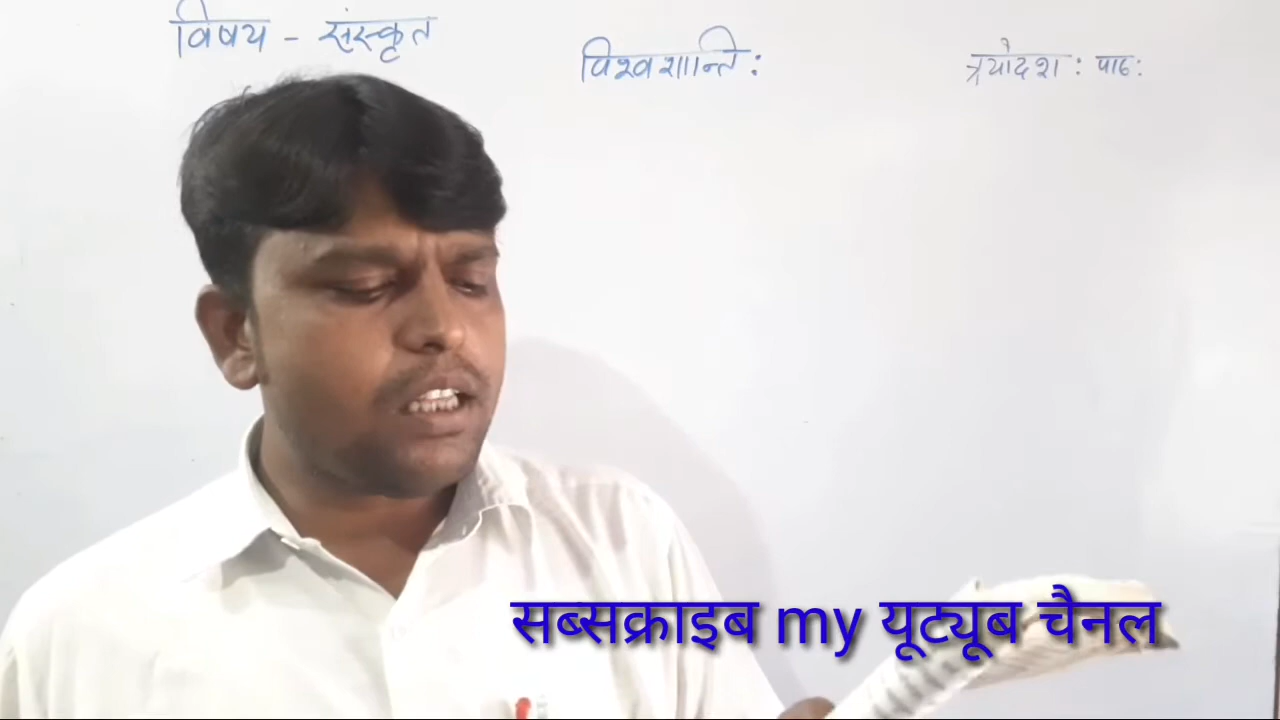 विषय - संस्कृत
विश्वशान्ति:
त्रयोदश: पाठ:
सब्सक्राइब my यूट्यूब चैनल